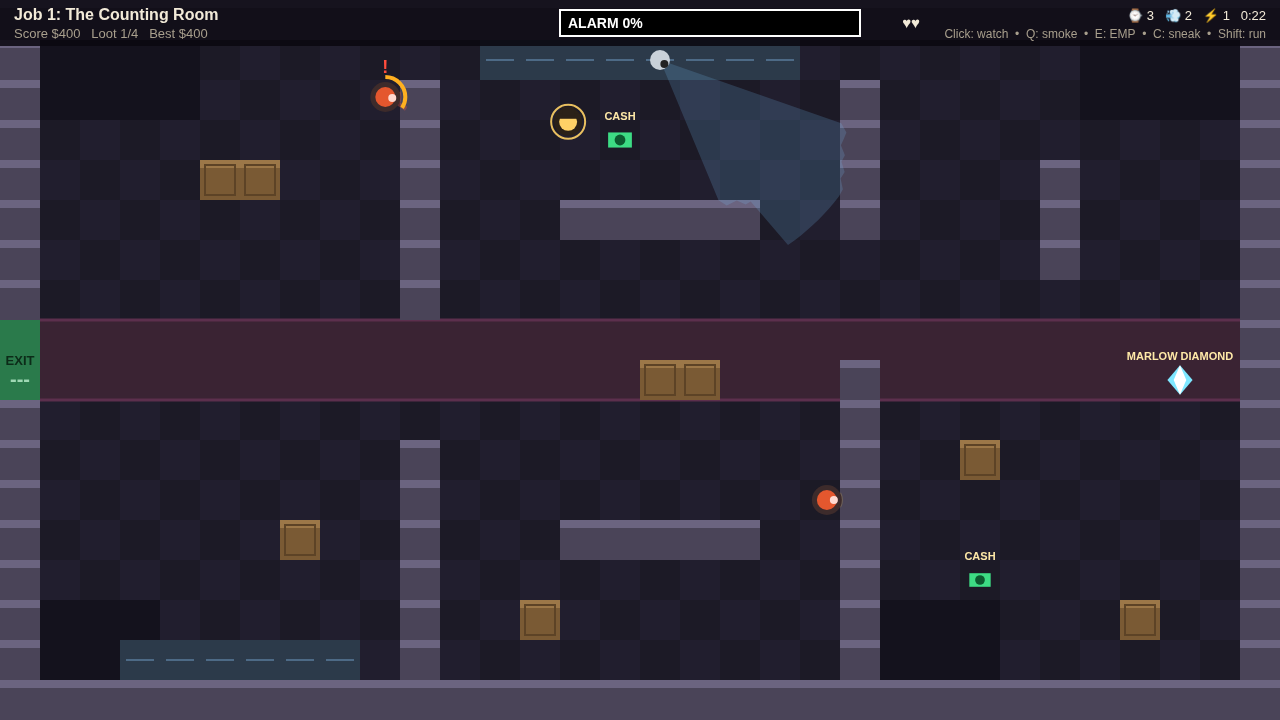 Job 1: The Counting Room
Score $400 Loot 1/4 Best $400
ALARM 0%
♥♥
⌚ 3 💨 2 ⚡ 1 0:22
Click: watch • Q: smoke • E: EMP • C: sneak • Shift: run
!
CASH
EXIT
MARLOW DIAMOND
CASH